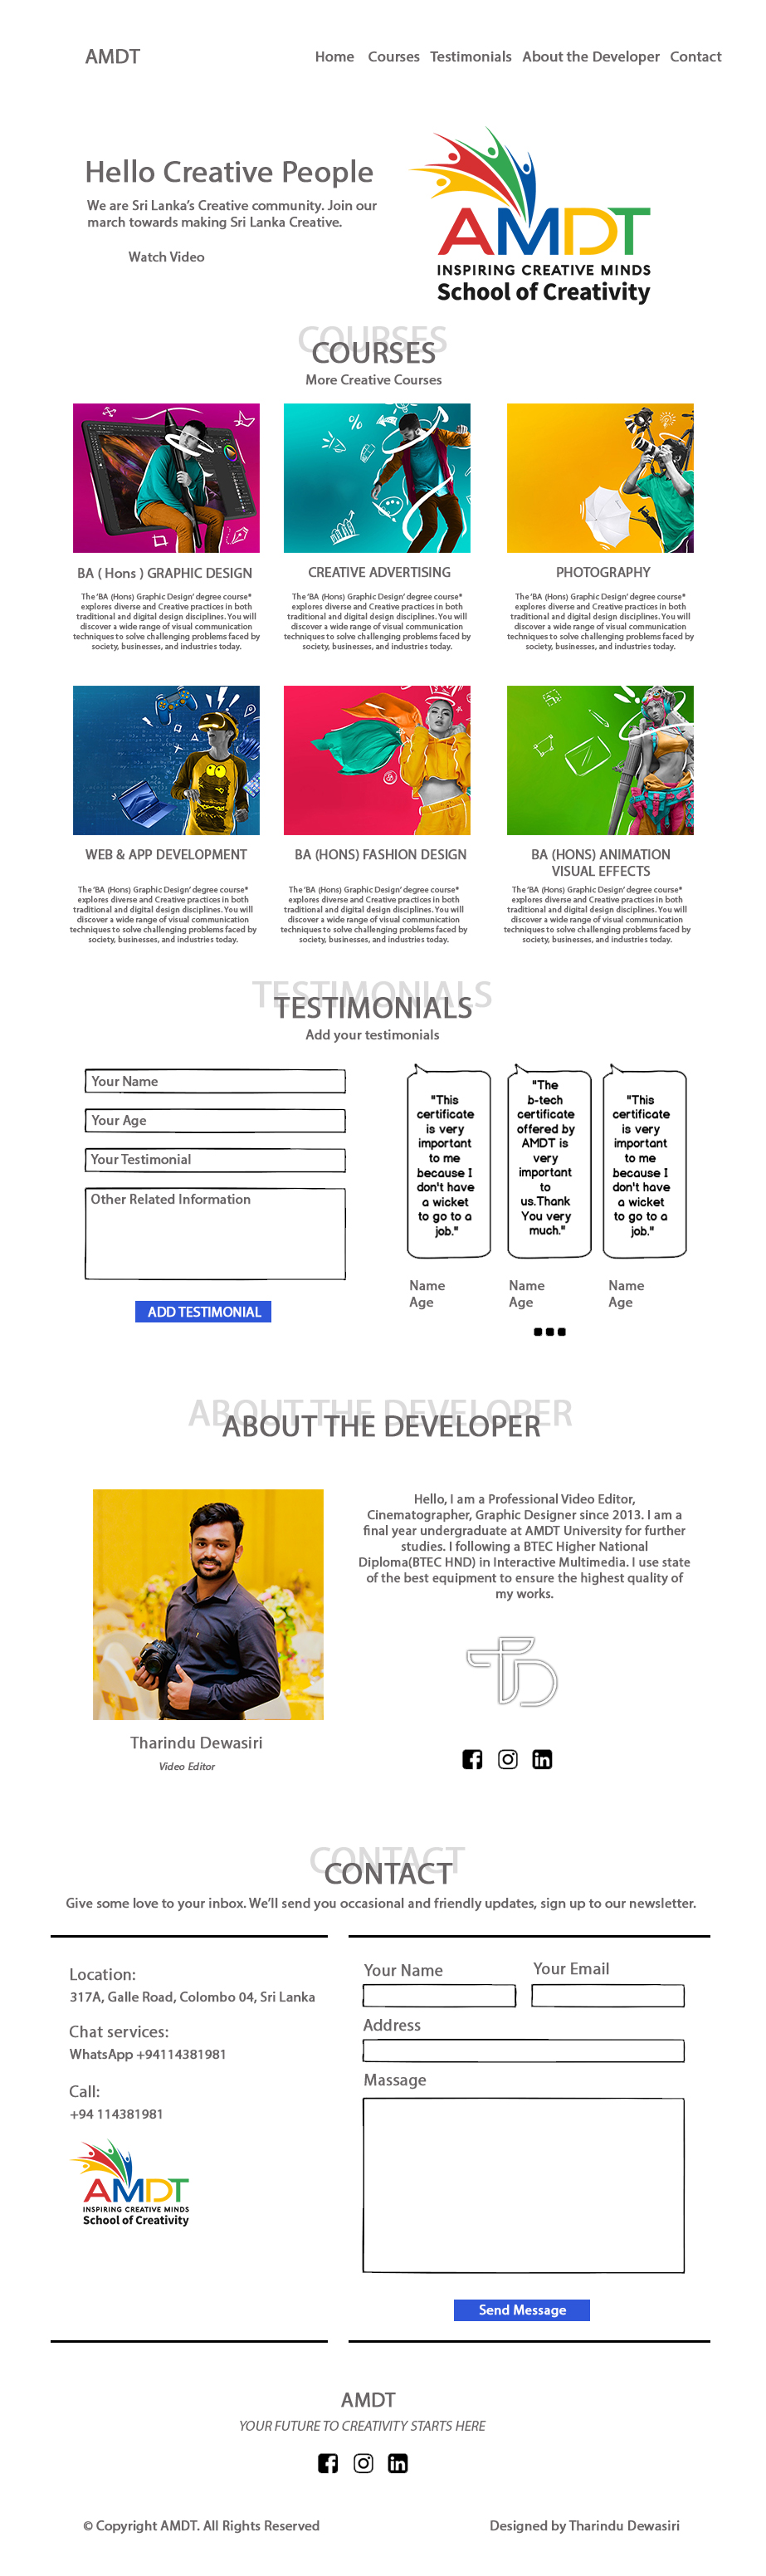 AMDT
Home Courses Testimonials About the Developer Contact
Hello Creative People
We are Sri Lanka's Creative community. Join our
march towards making Sri Lanka Creative.
Watch Video
AMDT
INSPIRING CREATIVE MINDS
School of Creativity
COURSES
COURSES
More Creative Courses
BA ( Hons ) GRAPHIC DESIGN
The 'BA (Hons) Graphic Design' degree course*
explores diverse and Creative practices in both
traditional and digital design disciplines. You will
discover a wide range of visual communication
techniques to solve challenging problems faced by
society, businesses, and industries today.
CREATIVE ADVERTISING
The 'BA (Hons) Graphic Design' degree course*
explores diverse and Creative practices in both
traditional and digital design disciplines. You will
discover a wide range of visual communication
techniques to solve challenging problems faced by
society, businesses, and industries today.
PHOTOGRAPHY
The 'BA (Hons) Graphic Design' degree course*
explores diverse and Creative practices in both
traditional and digital design disciplines. You will
discover a wide range of visual communication
techniques to solve challenging problems faced by
society, businesses, and industries today.
WEB & APP DEVELOPMENT
The 'BA (Hons) Graphic Design' degree course*
explores diverse and Creative practices in both
traditional and digital design disciplines. You will
discover a wide range of visual communication
techniques to solve challenging problems faced by
society, businesses, and industries today.
BA (HONS) FASHION DESIGN
The 'BA (Hons) Graphic Design' degree course*
explores diverse and Creative practices in both
traditional and digital design disciplines. You will
discover a wide range of visual communication
techniques to solve challenging problems faced by
society, businesses, and industries today.
BA (HONS) ANIMATION
VISUAL EFFECTS
The 'BA (Hons) Graphic Design' degree course*
explores diverse and Creative practices in both
traditional and digital design disciplines. You will
discover a wide range of visual communication
techniques to solve challenging problems faced by
society, businesses, and industries today.
TESTIMONIALS
TESTIMONIALS
Add your testimonials
Your Name
Your Age
Your Testimonial
Other Related Information
ADD TESTIMONIAL
"This
certificate
is very
important
to me
because I
don't have
a wicket
to go to a
job."
Name
Age
"The
b-tech
certificate
offered by
AMDT is
very
important
to
us.Thank
You very
much."
Name
Age
"This
certificate
is very
important
to me
because I
don't have
a wicket
to go to a
job."
Name
Age
ABOUT THE DEVELOPER
ABOUT THE DEVELOPER
Tharindu Dewasiri
Video Editor
Hello, I am a Professional Video Editor,
Cinematographer, Graphic Designer since 2013. I am a
final year undergraduate at AMDT University for further
studies. I following a BTEC Higher National
Diploma(BTEC HND) in Interactive Multimedia. I use state
of the best equipment to ensure the highest quality of
my works.
TD
CONTACT
CONTACT
Give some love to your inbox. We'll send you occasional and friendly updates, sign up to our newsletter.
Location:
317A, Galle Road, Colombo 04, Sri Lanka
Chat services:
WhatsApp +94114381981
Call:
+94 114381981
AMDT
INSPIRING CREATIVE MINDS
School of Creativity
Your Name
Your Email
Address
Massage
Send Message
AMDT
YOUR FUTURE TO CREATIVITY STARTS HERE
© Copyright AMDT. All Rights Reserved
Designed by Tharindu Dewasiri